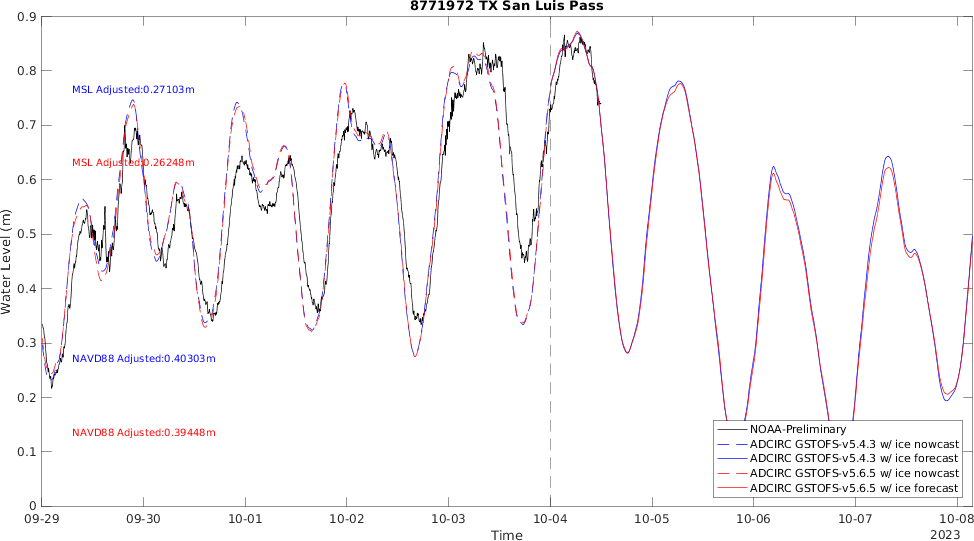 8771972 TX San Luis Pass
0.9
0.8
0.7
0.6
0.5
0.4
0.3
0.2
0.1
0
Water Level (m)
MSL Adjusted:0.27103m
MSL Adjusted:0.26248m
NAVD88 Adjusted:0.40303m
NAVD88 Adjusted:0.39448m
NOAA-Preliminary
ADCIRC GSTOFS-v5.4.3 w/ ice nowcast
ADCIRC GSTOFS-v5.4.3 w/ ice forecast
ADCIRC GSTOFS-v5.6.5 w/ ice nowcast
ADCIRC GSTOFS-v5.6.5 w/ ice forecast
09-29 09-30 10-01 10-02 10-03 10-04 10-05 10-06 10-07 10-08
Time
2023